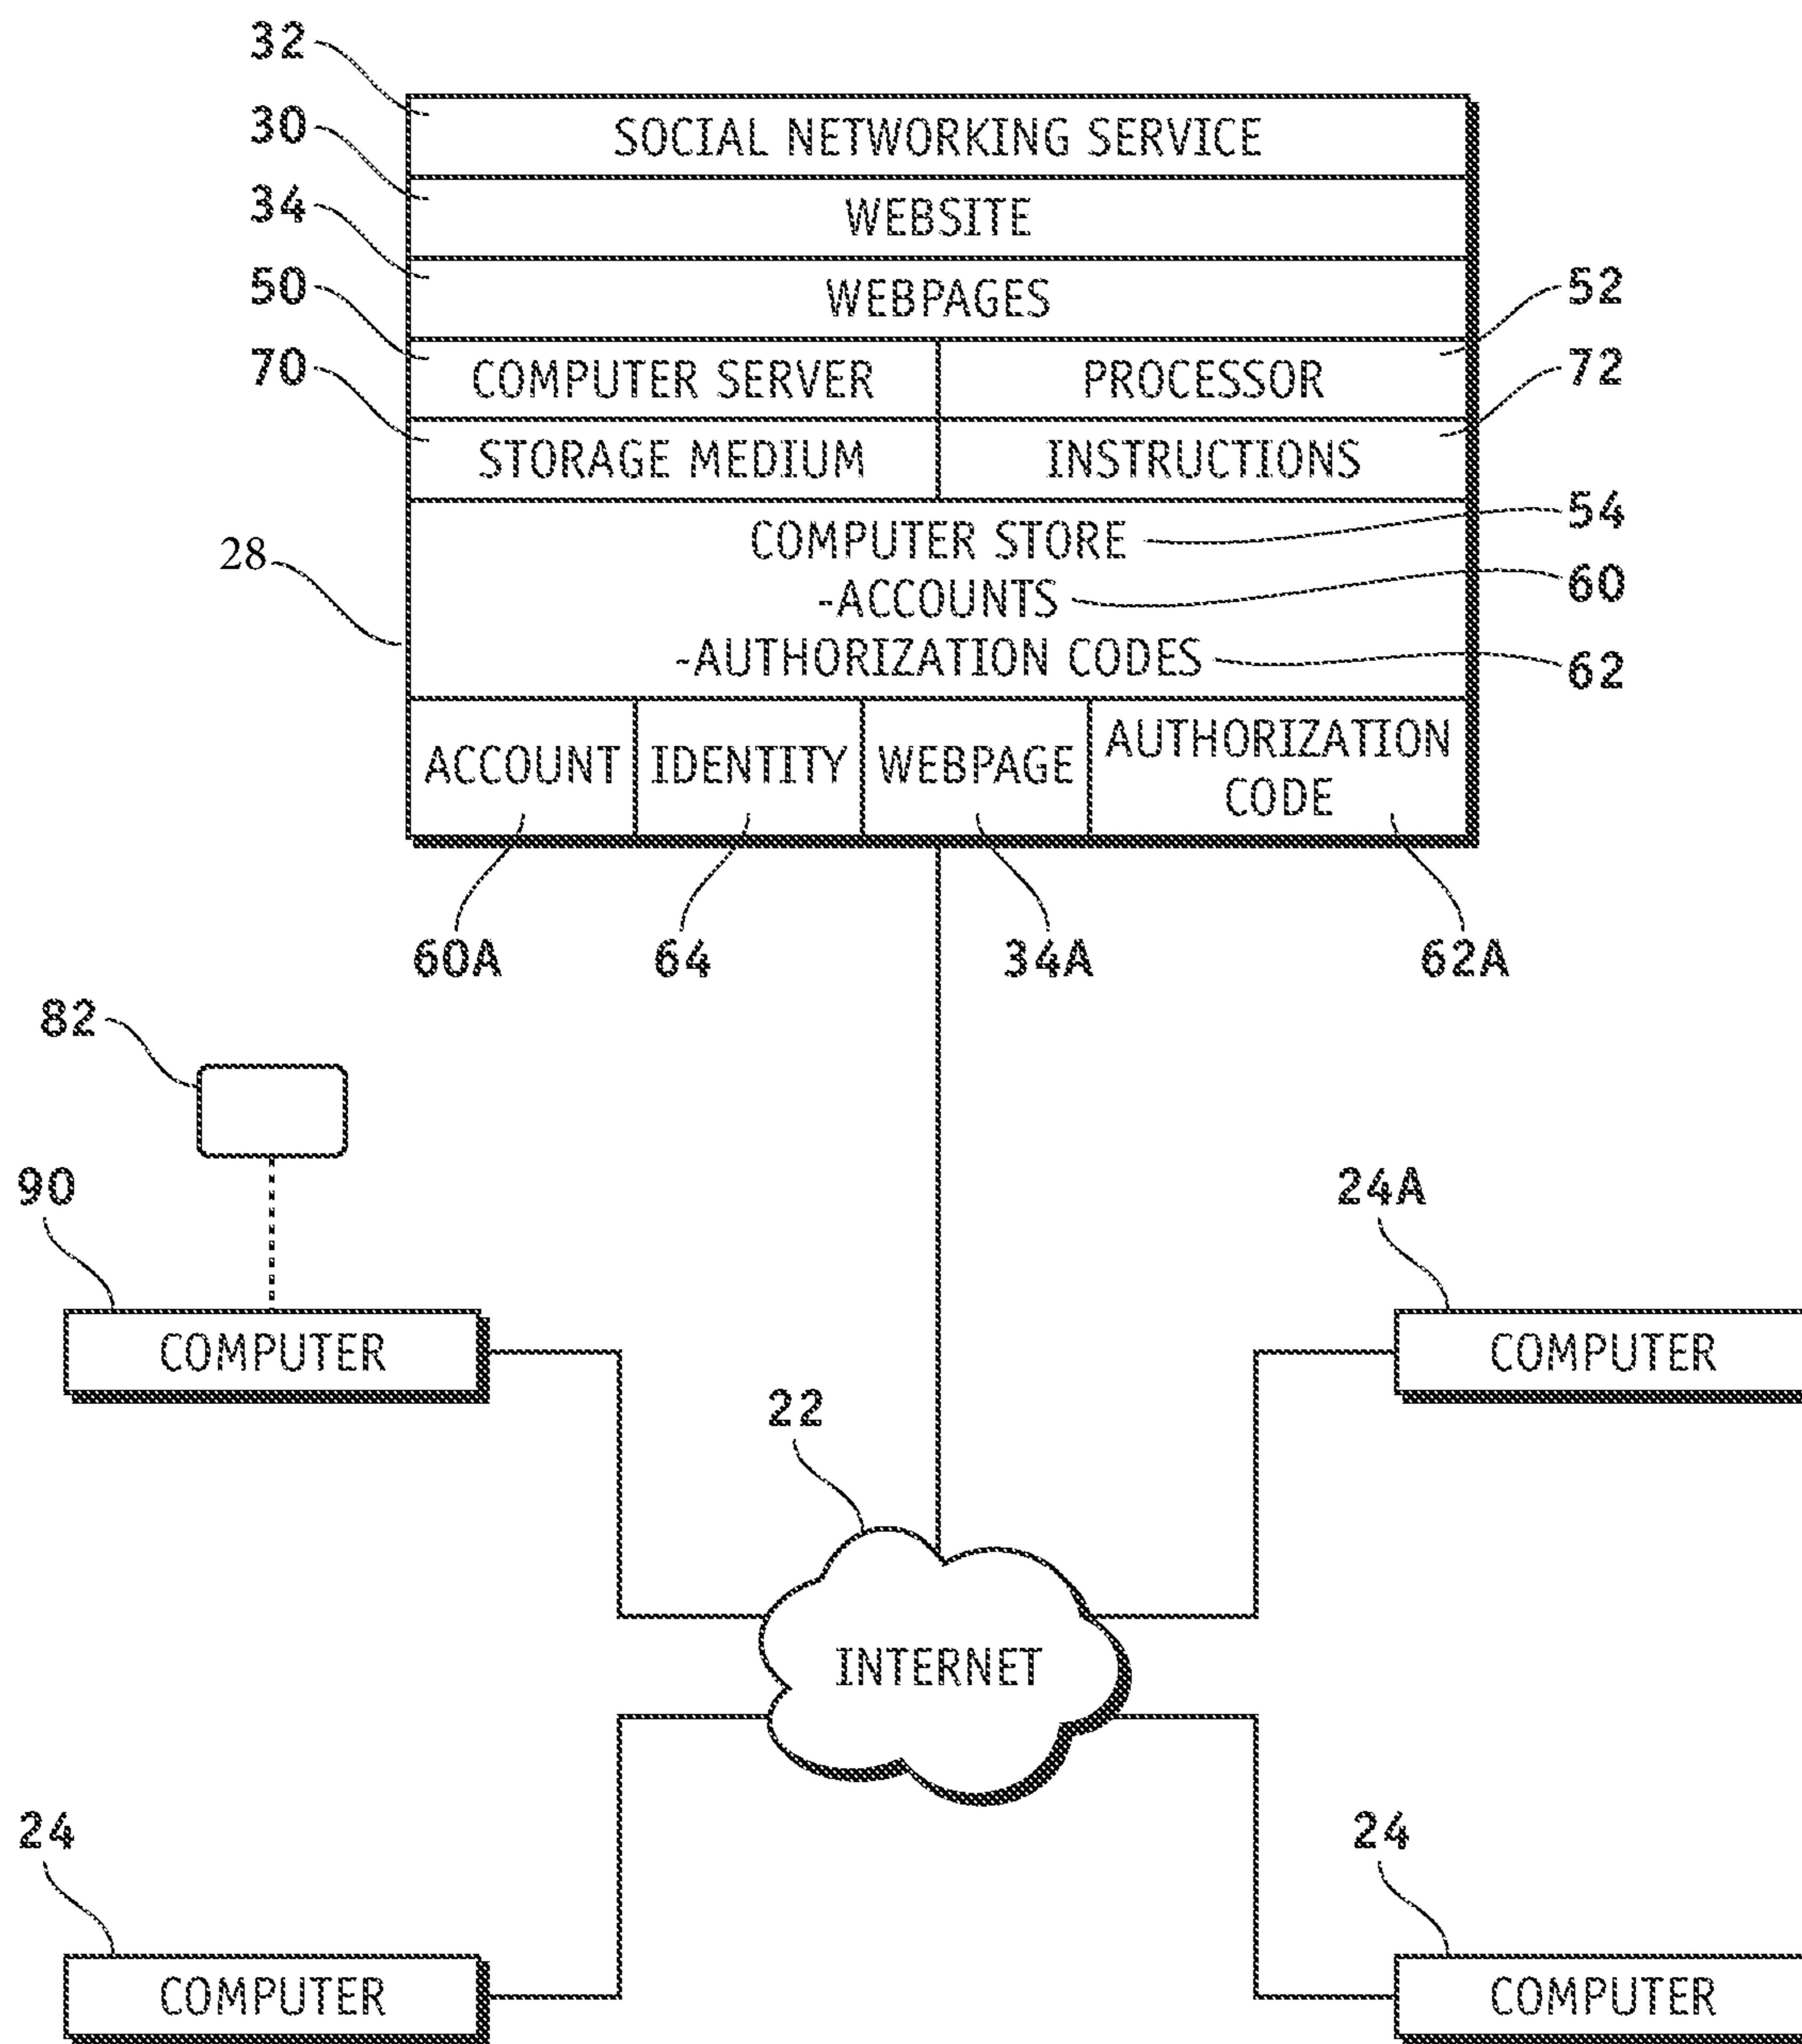 32
SOCIAL NETWORKING SERVICE
30
WEBSITE
34
WEBPAGES
50
COMPUTER SERVER
PROCESSOR
52
70
STORAGE MEDIUM
INSTRUCTIONS
72
COMPUTER STORE
54
-ACCOUNTS
60
-AUTHORIZATION CODES
62
28
ACCOUNT
IDENTITY
WEBPAGE
AUTHORIZATION
CODE
60A
64
34A
62A
82
90
COMPUTER
24A
COMPUTER
22
INTERNET
24
COMPUTER
24
COMPUTER